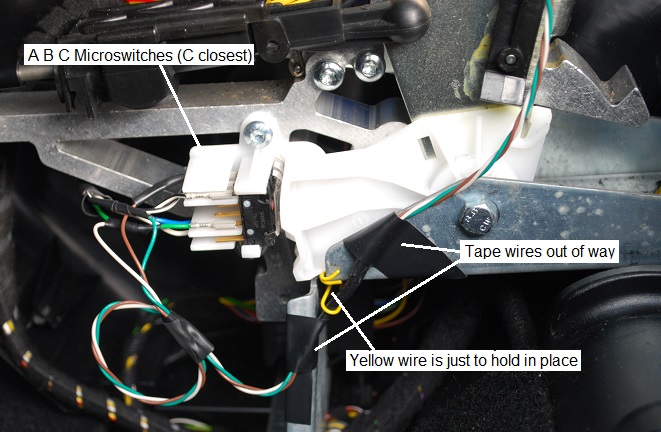 A B C Microswitches (C closest)
Tape wires out of way
Yellow wire is just to hold in place